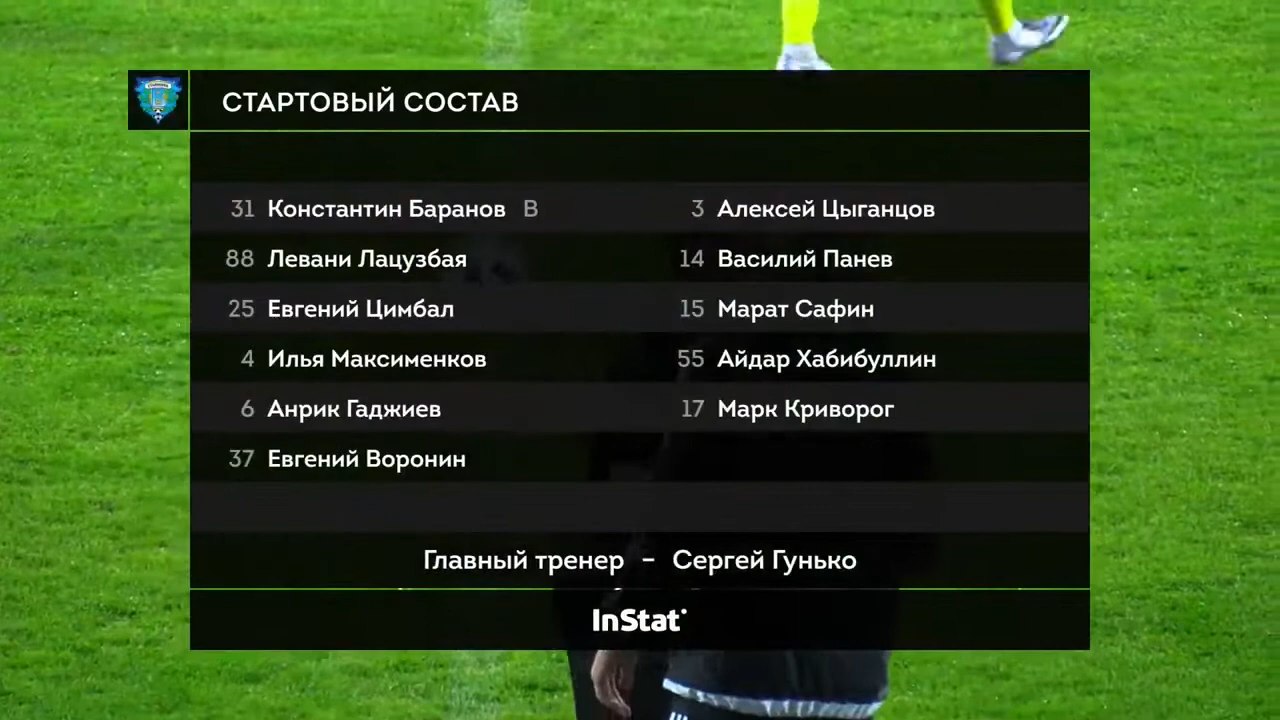 СТАРТОВЫЙ СОСТАВ
31 Константин Баранов В
88 Левани Лацузбая
25 Евгений Цимбал
4 Илья Максименков
6 Анрик Гаджиев
37 Евгений Воронин
3 Алексей Цыганцов
14 Василий Панев
15 Марат Сафин
55 Айдар Хабибуллин
17 Марк Криворог
Главный тренер – Сергей Гунько
InStat